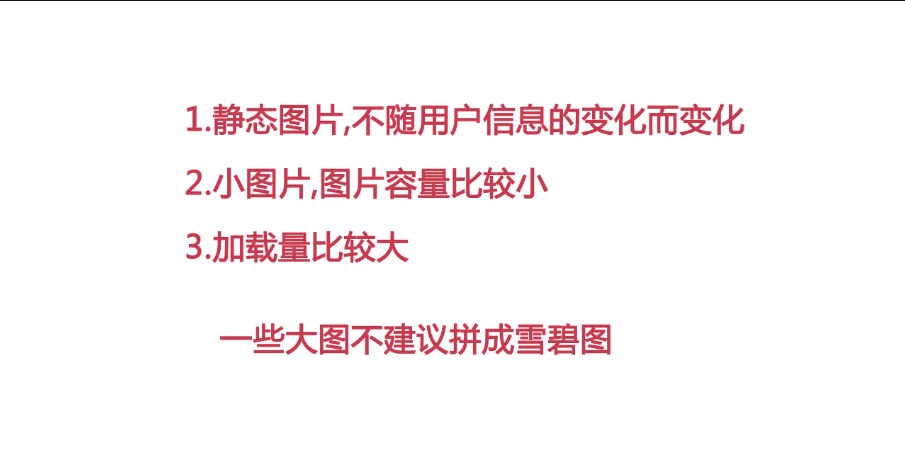 1.静态图片,不随用户信息的变化而变化
2.小图片,图片容量比较小
3.加载量比较大
一些大图不建议拼成雪碧图